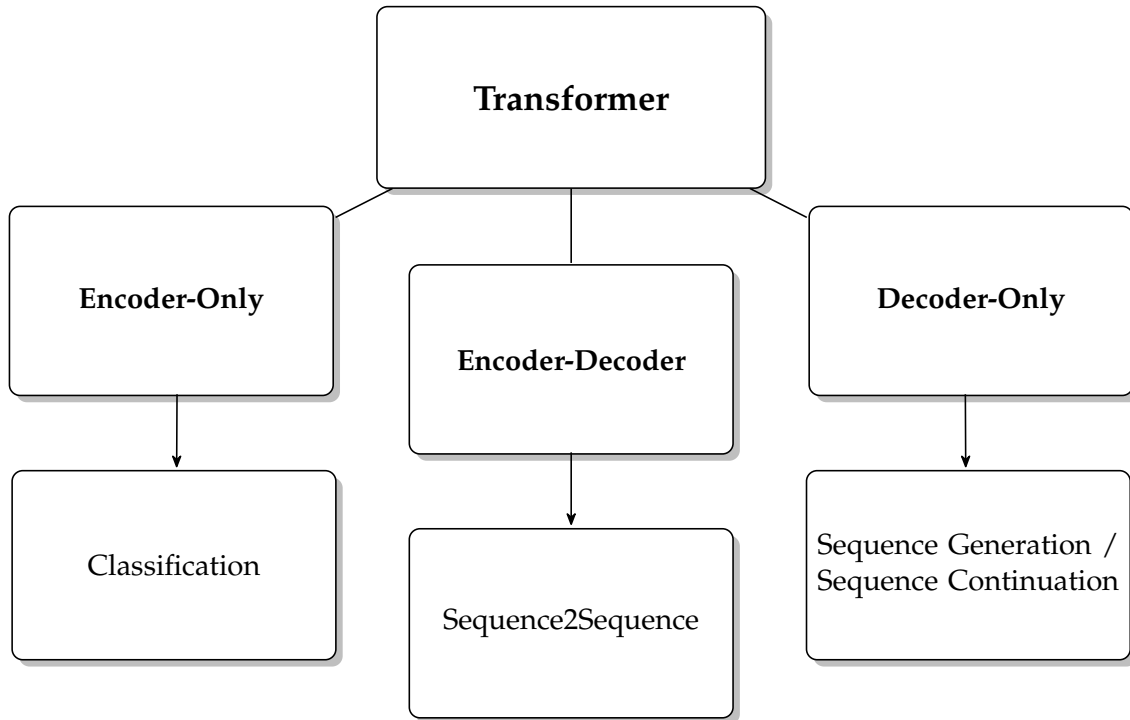 Transformer
Encoder-Only
Encoder-Decoder
Decoder-Only
Classification
Sequence2Sequence
Sequence Generation /
Sequence Continuation